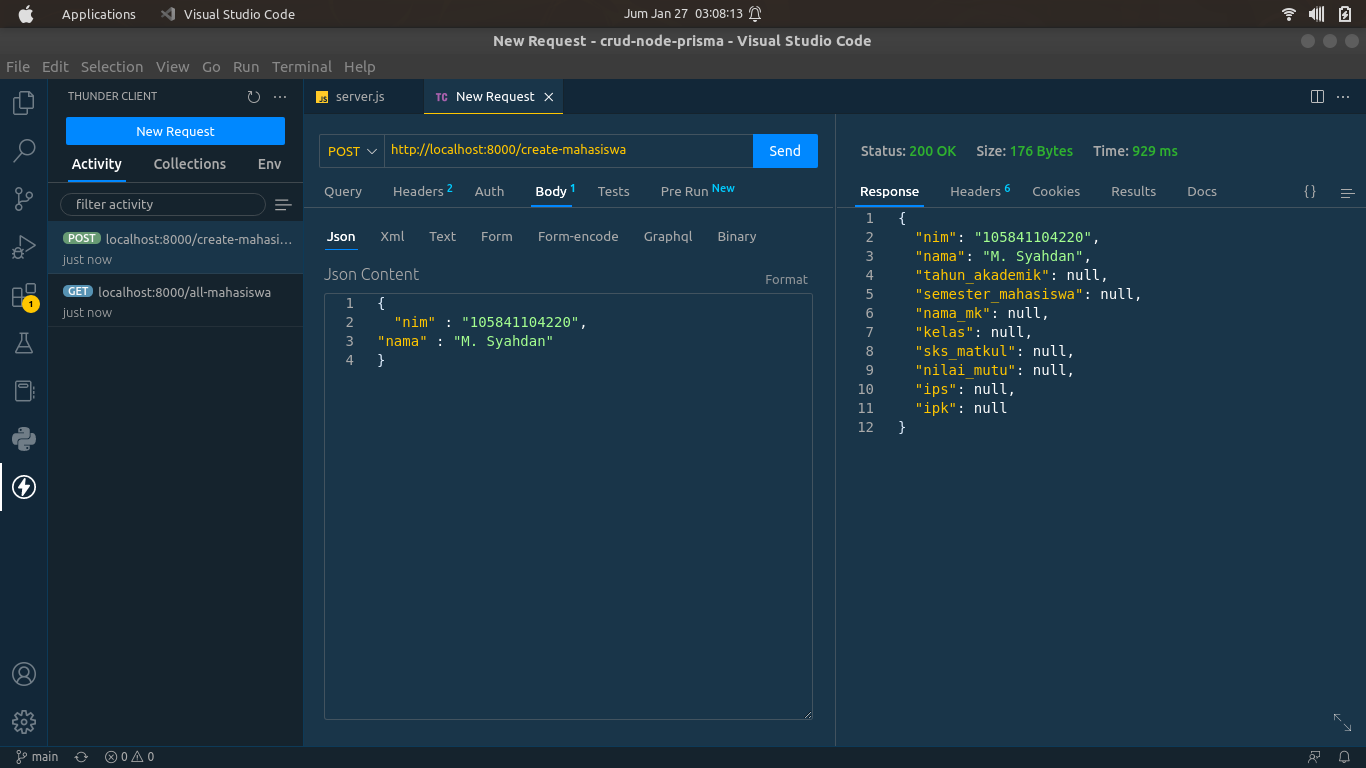 Applications Visual Studio Code Jum Jan 27 03:08:13
New Request - crud-node-prisma - Visual Studio Code
File Edit Selection View Go Run Terminal Help
THUNDER CLIENT
New Request
Activity Collections Env
filter activity
POST localhost:8000/create-mahasi...
just now
GET localhost:8000/all-mahasiswa
just now
1
JS server.js TC New Request
POST http://localhost:8000/create-mahasiswa Send
Query Headers 2 Auth Body 1 Tests Pre Run New
Json Xml Text Form Form-encode Graphql Binary
Json Content Format
1 {
2 "nim" : "105841104220",
3 "nama" : "M. Syahdan"
4 }
Status: 200 OK Size: 176 Bytes Time: 929 ms
Response Headers 6 Cookies Results Docs {}
1 {
2 "nim": "105841104220",
3 "nama": "M. Syahdan",
4 "tahun_akademik": null,
5 "semester_mahasiswa": null,
6 "nama_mk": null,
7 "kelas": null,
8 "sks_matkul": null,
9 "nilai_mutu": null,
10 "ips": null,
11 "ipk": null
12 }
main 0 0